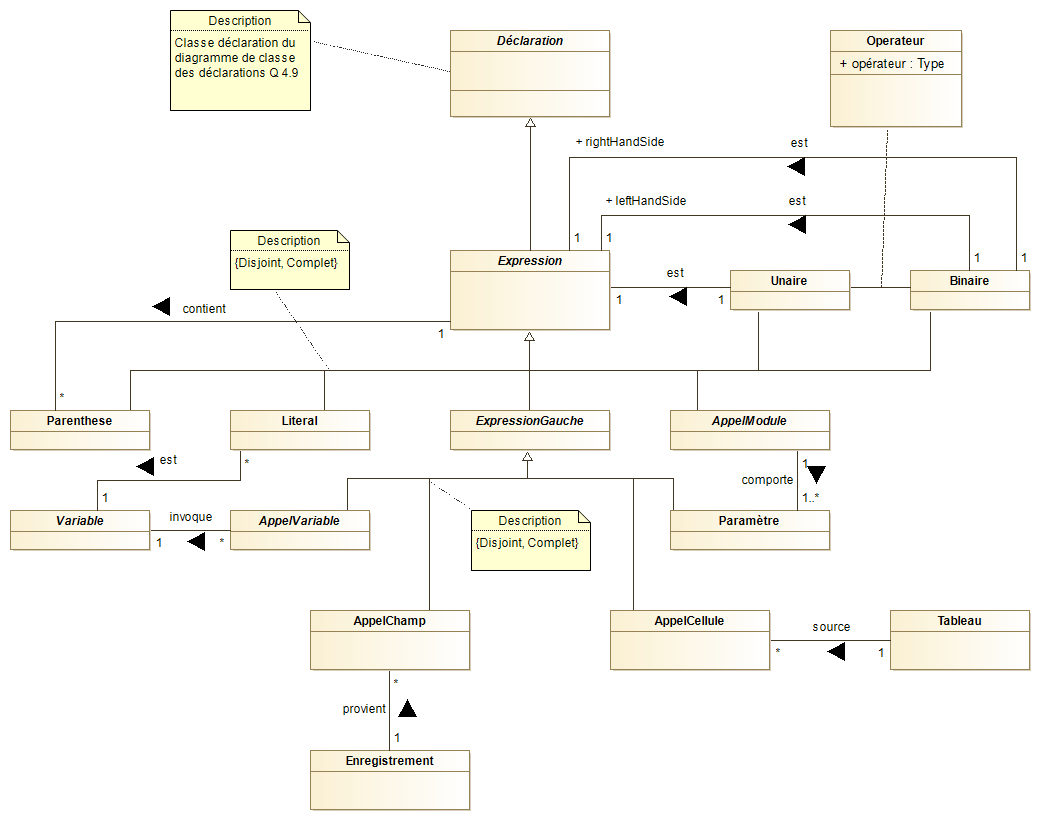 Description
Classe déclaration du
diagramme de classe
des déclarations Q 4.9
Déclaration
Operateur
+ opérateur : Type
+ rightHandSide
est
+ leftHandSide
est
1
1
1
1
Description
{Disjoint, Complet}
Expression
est
1
1
Unaire
Binaire
contient
1
*
Parenthese
Literal
ExpressionGauche
AppelModule
est
*
1
1
comporte
1..*
Variable
invoque
1
*
AppelVariable
Description
{Disjoint, Complet}
Paramètre
AppelChamp
AppelCellule
source
*
1
Tableau
*
provient
1
Enregistrement